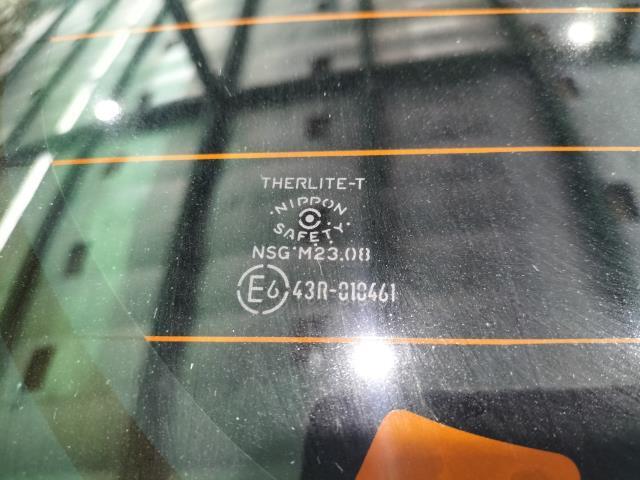 THERLITE-T
NIPPON
SAFETY
NSG M23.08
E6 43R-010461